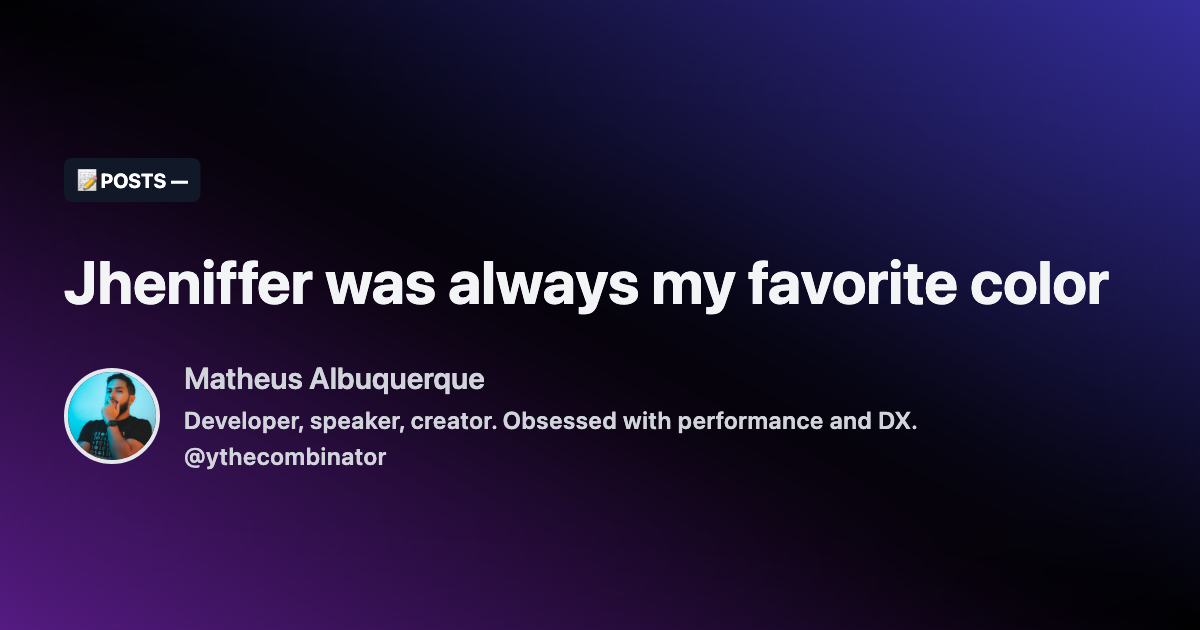 📝POSTS —
Jheniffer was always my favorite color
Matheus Albuquerque
Developer, speaker, creator. Obsessed with performance and DX.
@ythecombinator